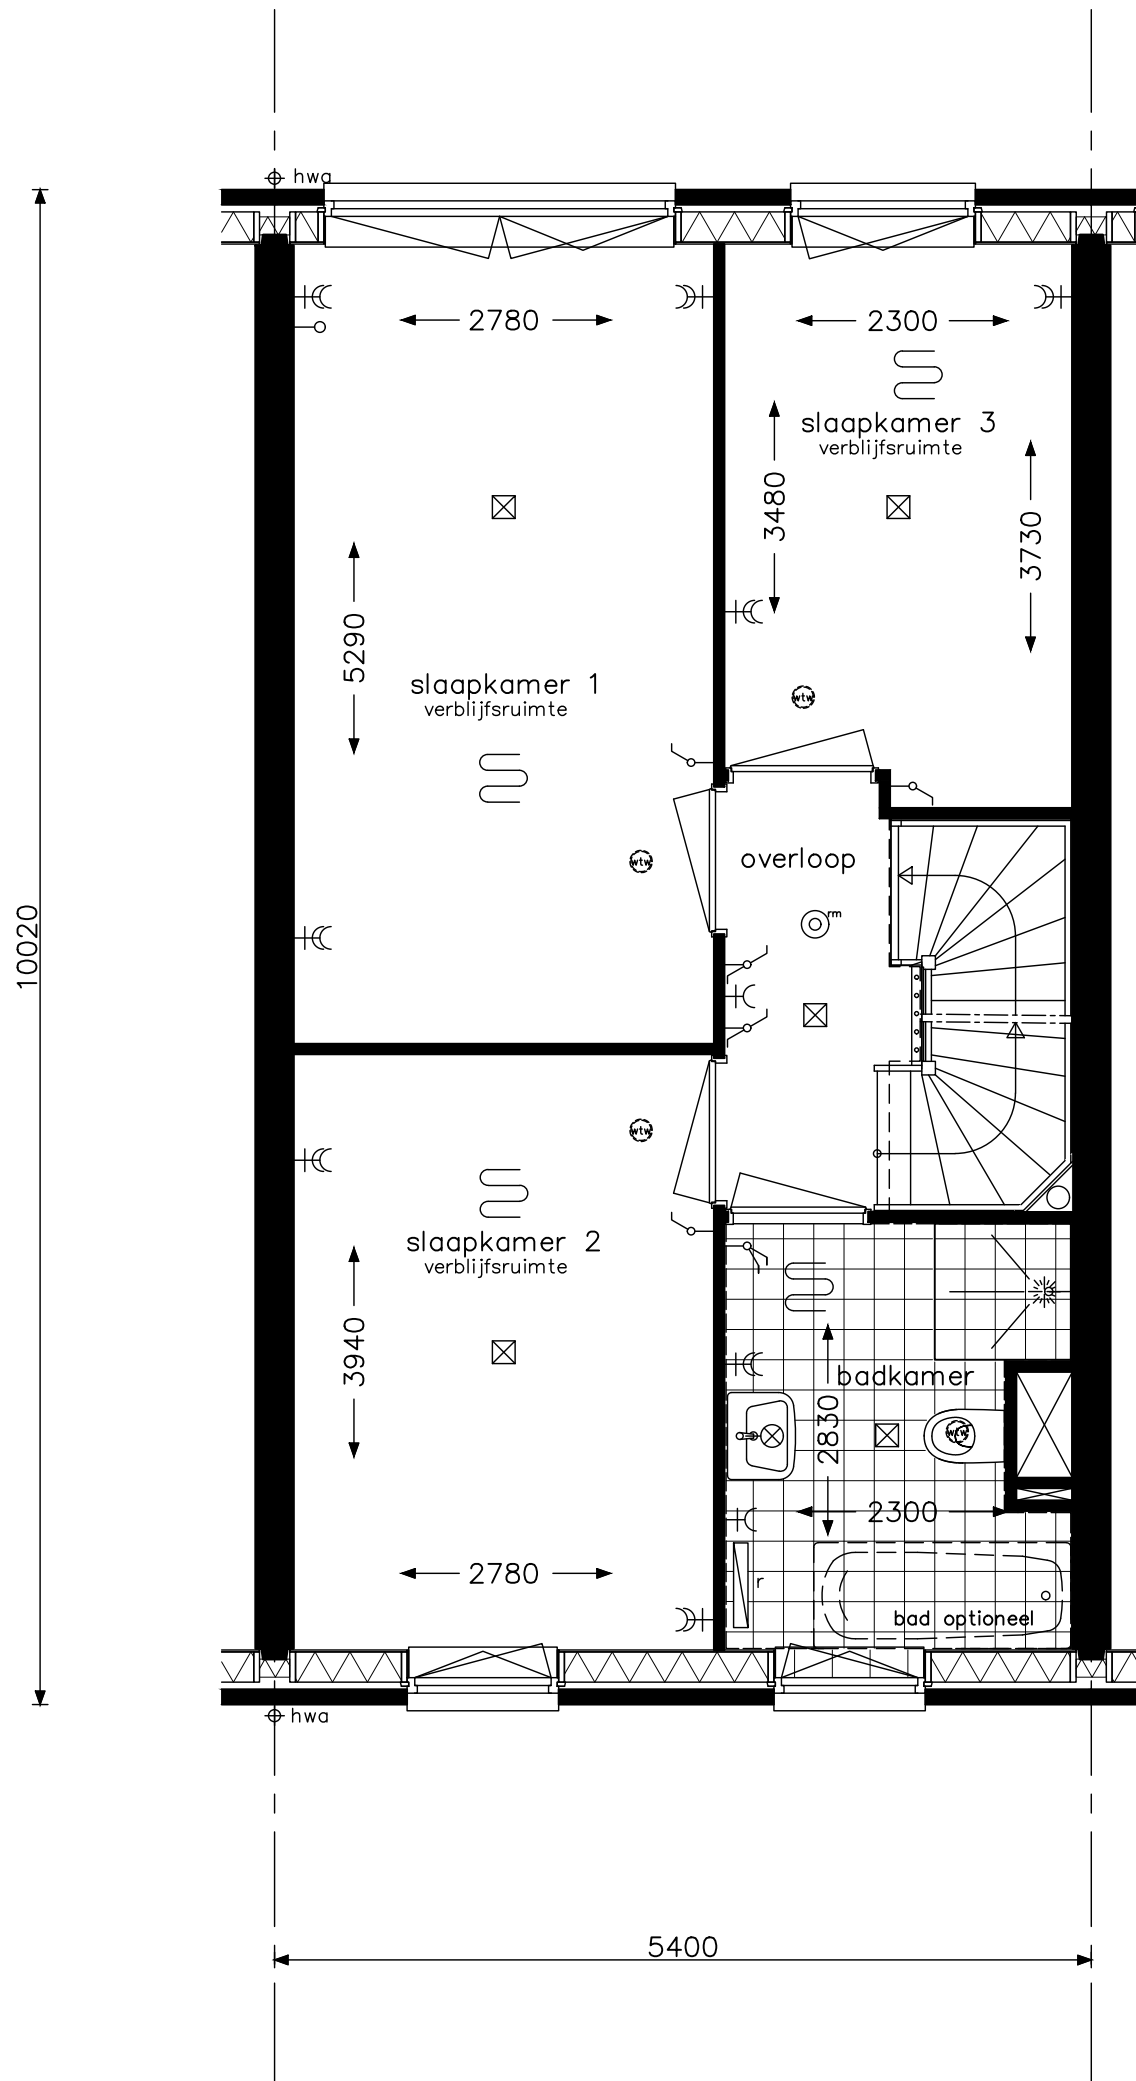 hwa
2780
2300
slaapkamer 3
verblijfsruimte
3480
3730
5290
slaapkamer 1
verblijfsruimte
wtw
wtw
overloop
rm
10020
wtw
slaapkamer 2
verblijfsruimte
3940
badkamer
2830
wtw
2300
2780
r
bad optioneel
hwa
5400